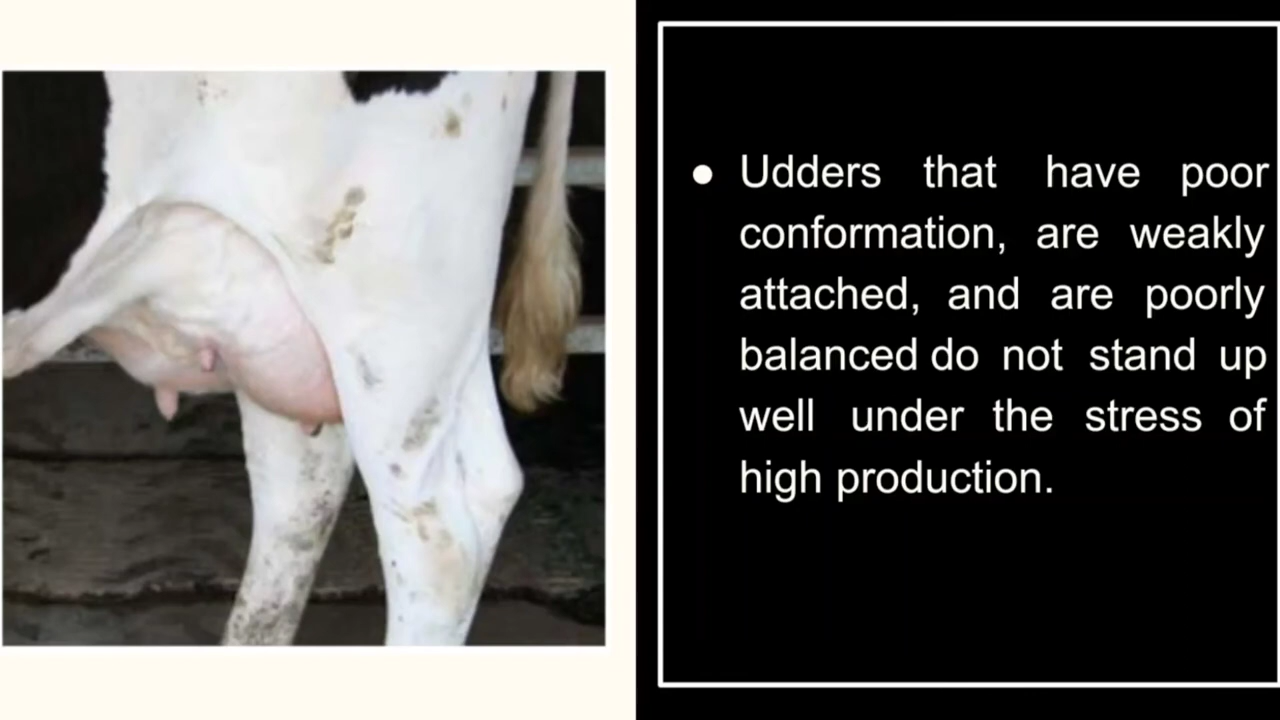 ● Udders that have poor
conformation, are weakly
attached, and are poorly
balanced do not stand up
well under the stress of
high production.